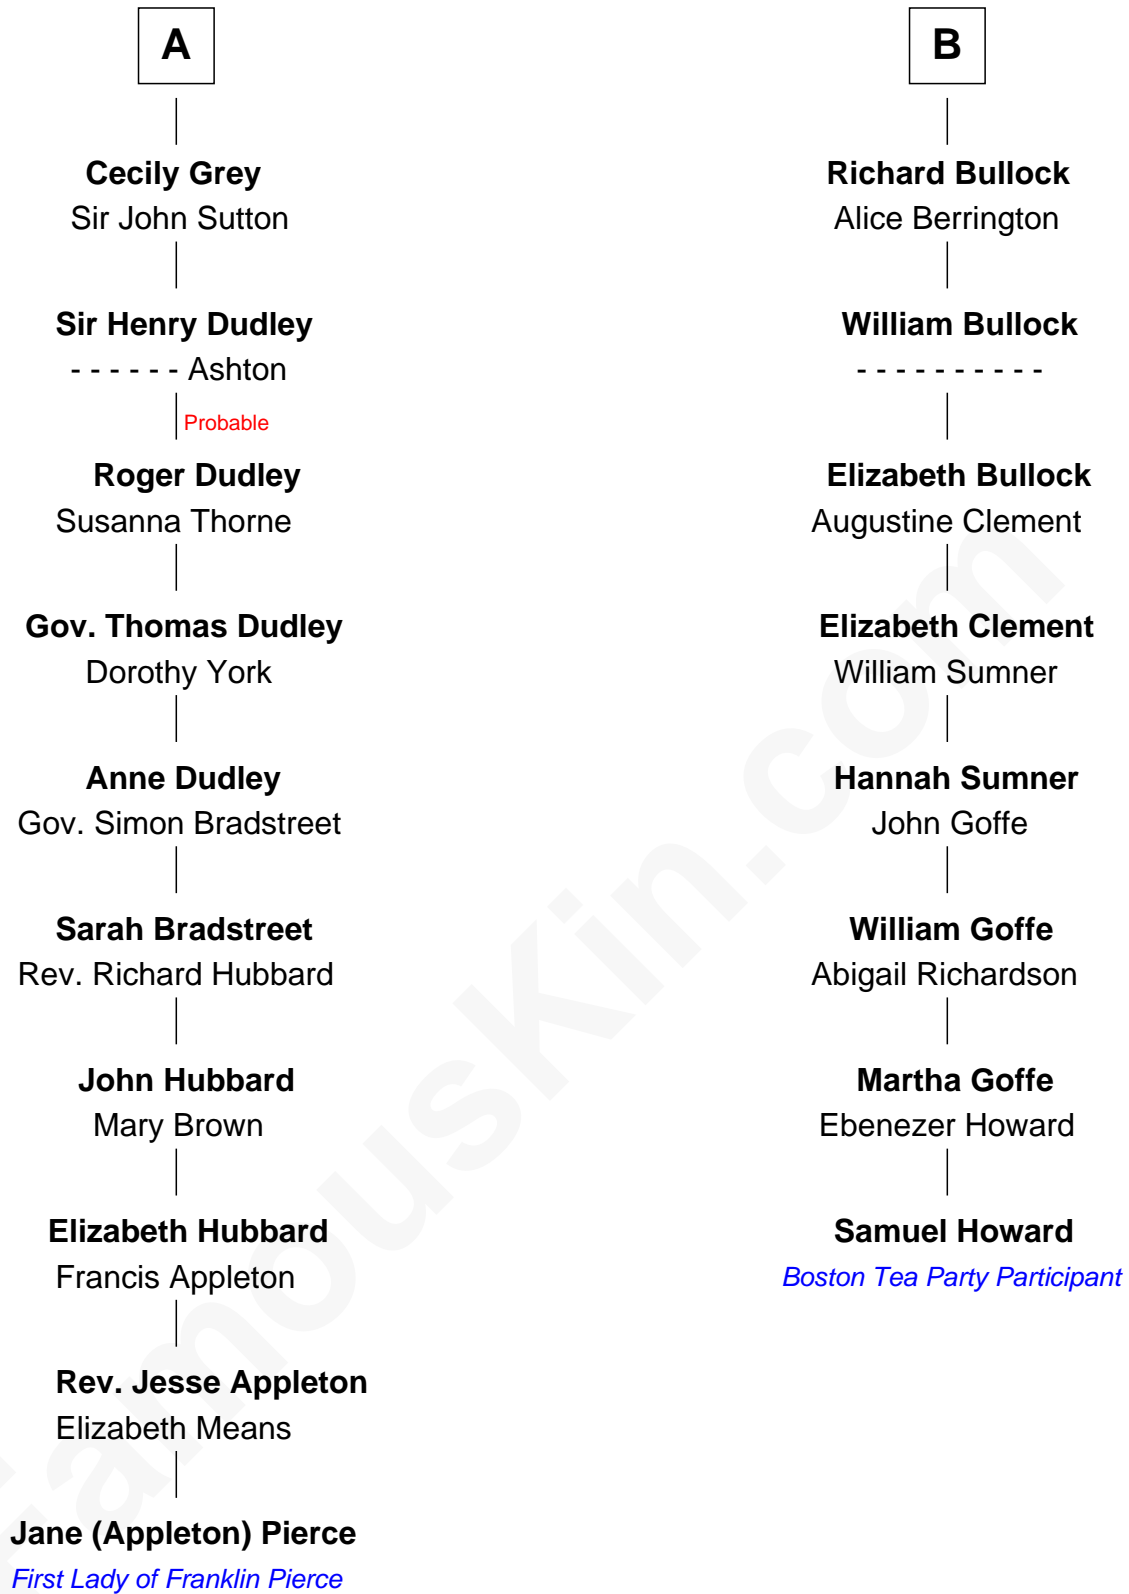 A
Cecily Grey
Sir John Sutton
Sir Henry Dudley
- - - - - - Ashton
Probable
Roger Dudley
Susanna Thorne
Gov. Thomas Dudley
Dorothy York
Anne Dudley
Gov. Simon Bradstreet
Sarah Bradstreet
Rev. Richard Hubbard
John Hubbard
Mary Brown
Elizabeth Hubbard
Francis Appleton
Rev. Jesse Appleton
Elizabeth Means
Jane (Appleton) Pierce
First Lady of Franklin Pierce
B
Richard Bullock
Alice Berrington
William Bullock
- - - - - - - - - -
Elizabeth Bullock
Augustine Clement
Elizabeth Clement
William Sumner
Hannah Sumner
John Goffe
William Goffe
Abigail Richardson
Martha Goffe
Ebenezer Howard
Samuel Howard
Boston Tea Party Participant
FamousKin.com